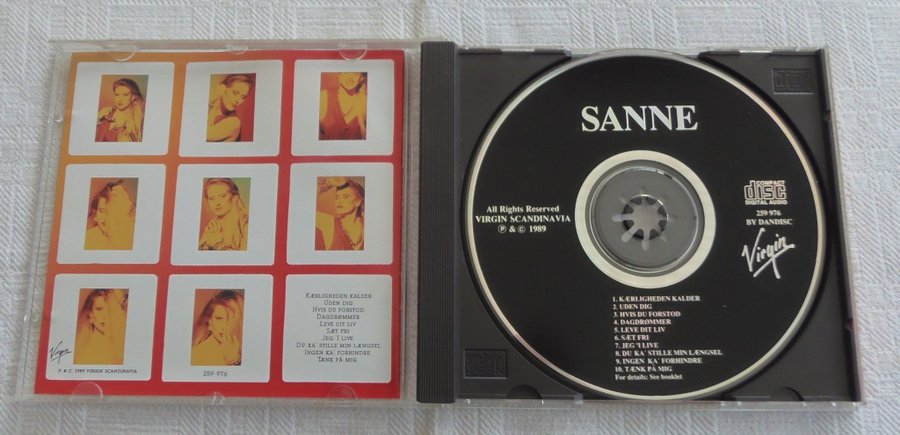 KÆRLIGHEDEN KALDER
UDEN DIG
HVIS DU FORSTOD
DAGDRØMMER
LEVE DIT LIV
SÆT FRI
JEG 'I LIVE
DU KA' STILLE MIN LÆNGSEL
INGEN KA' FORHINDRE
TÆNK PÅ MIG
Virgin
P. & C. 1989 VIRGIN SCANDINAVIA
259 976
SANNE
All Rights Reserved
VIRGIN SCANDINAVIA
℗ & © 1989
COMPACT
disc
DIGITAL AUDIO
259 976
BY DANDISC
Virgin
1. KÆRLIGHEDEN KALDER
2. UDEN DIG
3. HVIS DU FORSTOD
4. DAGDRØMMER
5. LEVE DIT LIV
6. SÆT FRI
7. JEG 'I LIVE
8. DU KA' STILLE MIN LÆNGSEL
9. INGEN KA' FORHINDRE
10. TÆNK PÅ MIG
For details: See booklet